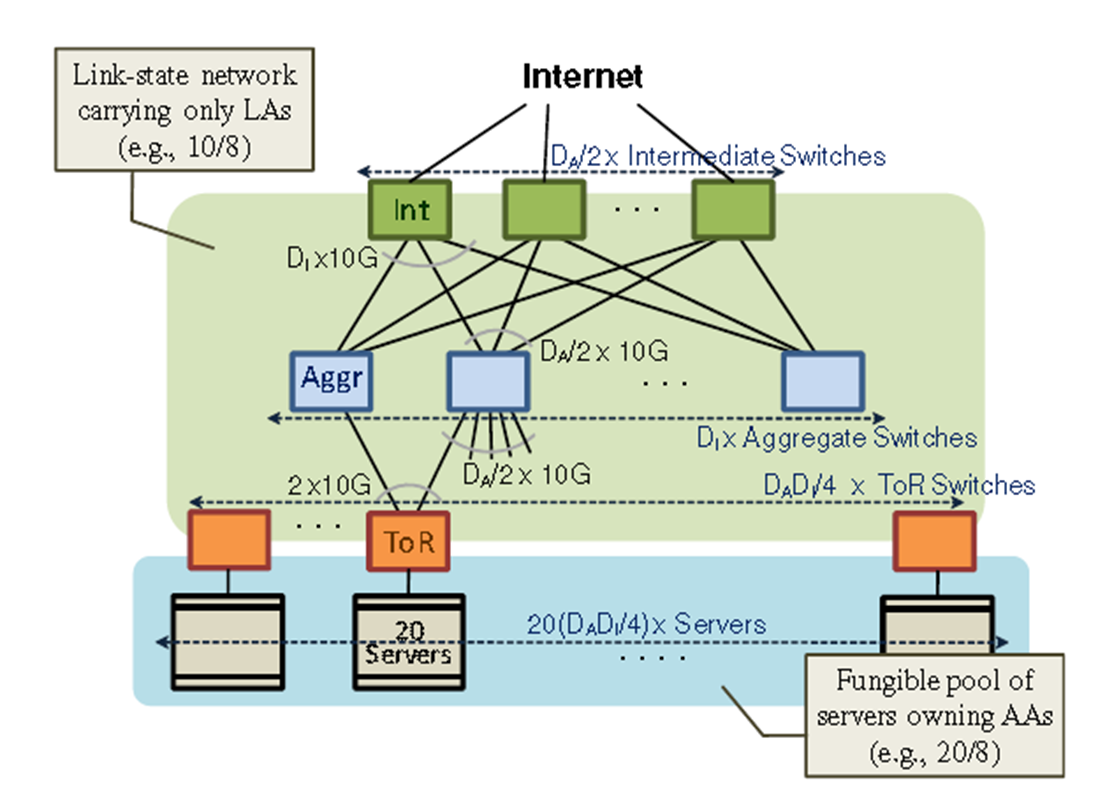 Internet
Link-state network
carrying only LAs
(e.g., 10/8)
D_A/2 x Intermediate Switches
Int
. . .
D_I x10G
D_A/2 x 10G
Aggr
. . .
D_I x Aggregate Switches
D_A/2 x 10G
2 x10G
D_A D_I/4 x ToR Switches
. . .
ToR
20
Servers
20(D_A D_I/4) x Servers
. . . .
Fungible pool of
servers owning AAs
(e.g., 20/8)